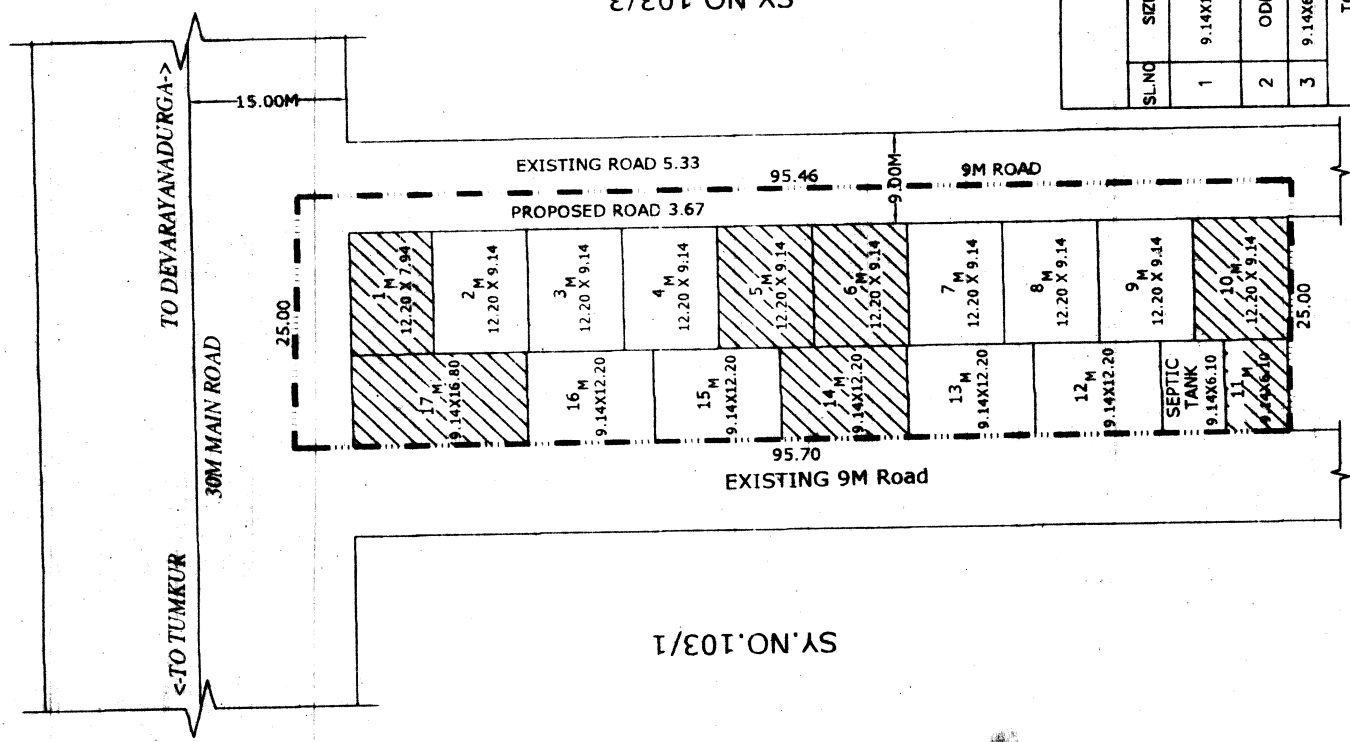 SY.NO.103/3
SL.NO
1
9.14X1
2
3
9.14X6
TO DEVARAYANADURGA->
30M MAIN ROAD
<-TO TUMKUR
15.00M
EXISTING ROAD 5.33
95.46
9.00M
9M ROAD
PROPOSED ROAD 3.67
25.00
1 M
12.20 X 7.94
2 M
12.20 X 9.14
3 M
12.20 X 9.14
4 M
12.20 X 9.14
5 M
12.20 X 9.14
6 M
12.20 X 9.14
7 M
12.20 X 9.14
8 M
12.20 X 9.14
9 M
12.20 X 9.14
10 M
12.20 X 9.14
25.00
17 M
9.14X16.80
16 M
9.14X12.20
15 M
9.14X12.20
14 M
9.14X12.20
13 M
9.14X12.20
12 M
9.14X12.20
SEPTIC
TANK
9.14X6.10
11 M
9.14X6.10
95.70
EXISTING 9M Road
SY.NO.103/1